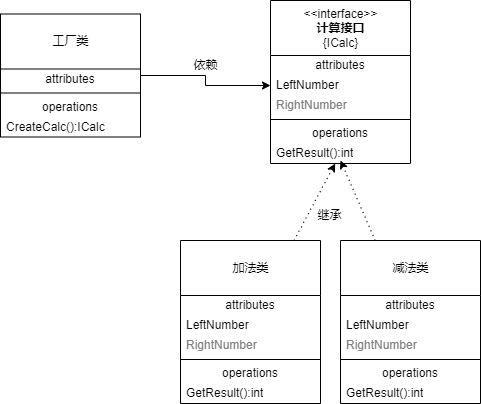 工厂类
attributes
operations
CreateCalc():ICalc
依赖
<<interface>>
计算接口
{ICalc}
attributes
LeftNumber
RightNumber
operations
GetResult():int
继承
加法类
attributes
LeftNumber
RightNumber
operations
GetResult():int
减法类
attributes
LeftNumber
RightNumber
operations
GetResult():int